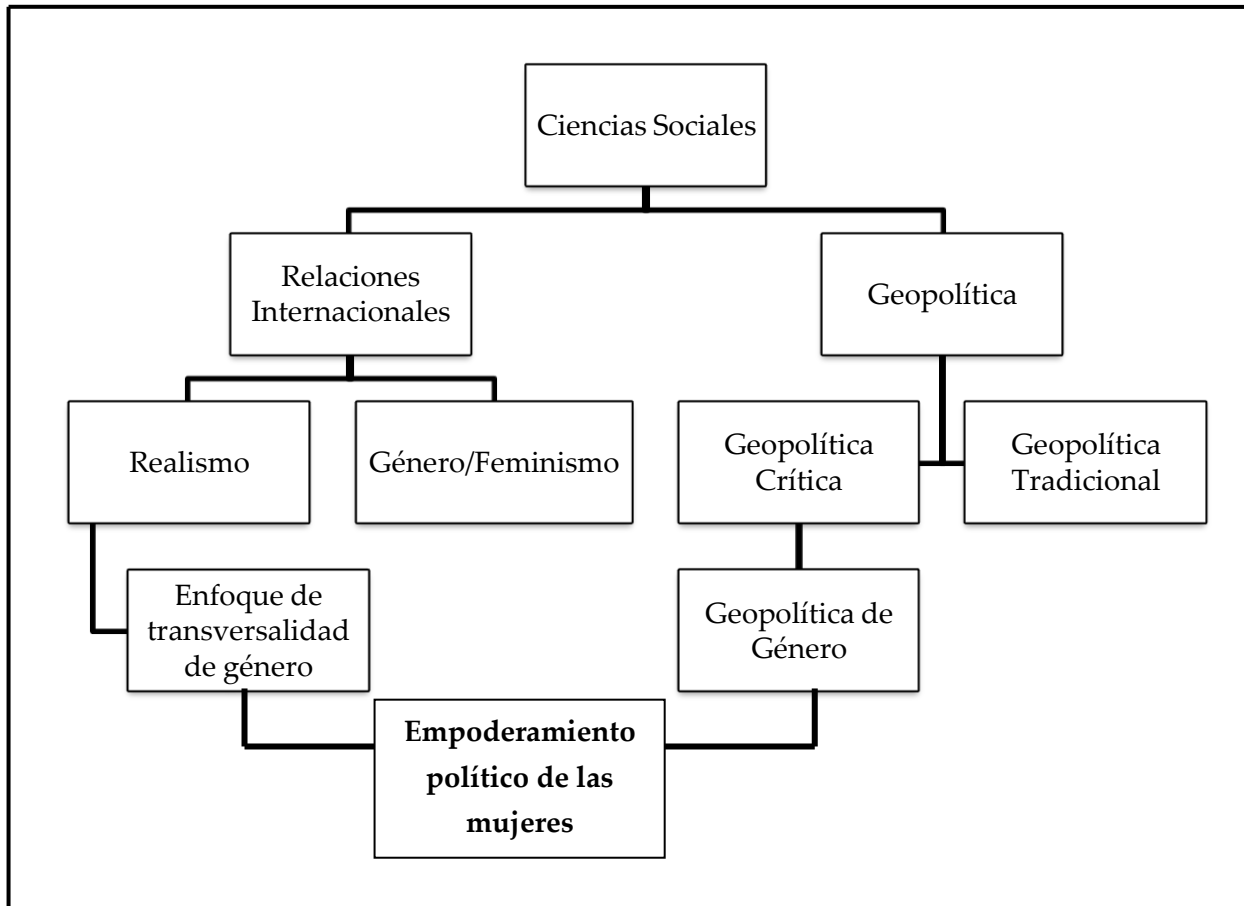 Ciencias Sociales
Relaciones
Internacionales
Geopolítica
Realismo
Género/Feminismo
Geopolítica
Crítica
Geopolítica
Tradicional
Enfoque de
transversalidad
de género
Geopolítica de
Género
Empoderamiento
político de las
mujeres